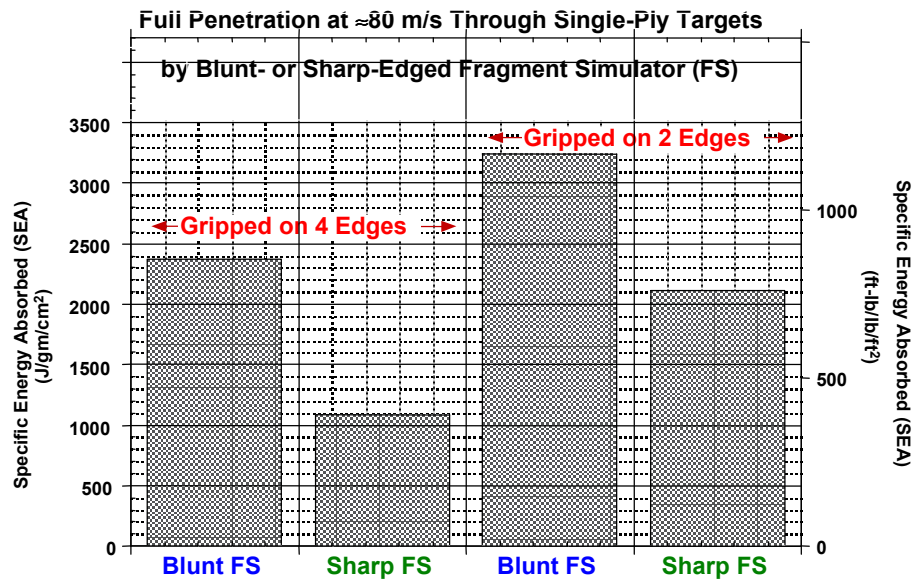 Full Penetration at ≈80 m/s Through Single-Ply Targets
by Blunt- or Sharp-Edged Fragment Simulator (FS)
Gripped on 2 Edges
Gripped on 4 Edges
Specific Energy Absorbed (SEA)
(J/gm/cm²)
3500
3000
2500
2000
1500
1000
500
0
1000
500
0
Specific Energy Absorbed (SEA)
(ft-lb/lb/ft²)
Blunt FS
Sharp FS
Blunt FS
Sharp FS